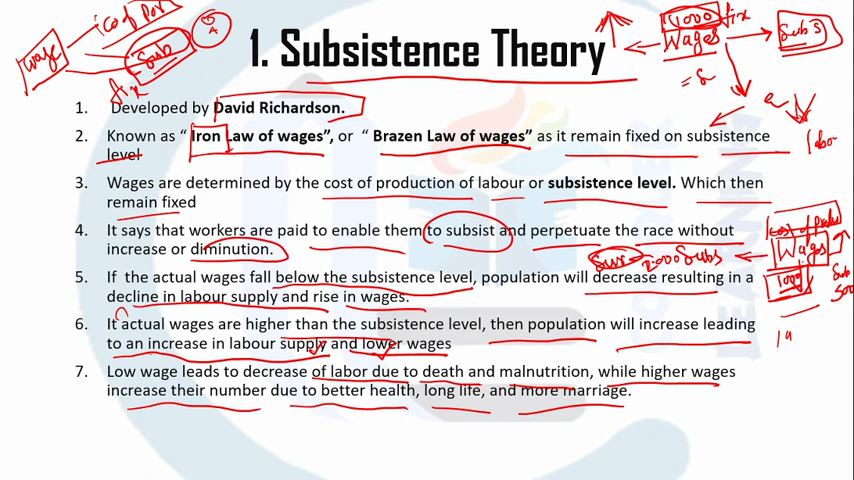 1. Subsistence Theory
1. Developed by David Richardson.
2. Known as “ Iron Law of wages”, or “ Brazen Law of wages” as it remain fixed on subsistence
level
3. Wages are determined by the cost of production of labour or subsistence level. Which then
remain fixed
4. It says that workers are paid to enable them to subsist and perpetuate the race without
increase or diminution.
5. If the actual wages fall below the subsistence level, population will decrease resulting in a
decline in labour supply and rise in wages.
6. It actual wages are higher than the subsistence level, then population will increase leading
to an increase in labour supply and lower wages
7. Low wage leads to decrease of labor due to death and malnutrition, while higher wages
increase their number due to better health, long life, and more marriage.
wage
Sub
fix
1000 fix
Wages
Subs
Wages
1000